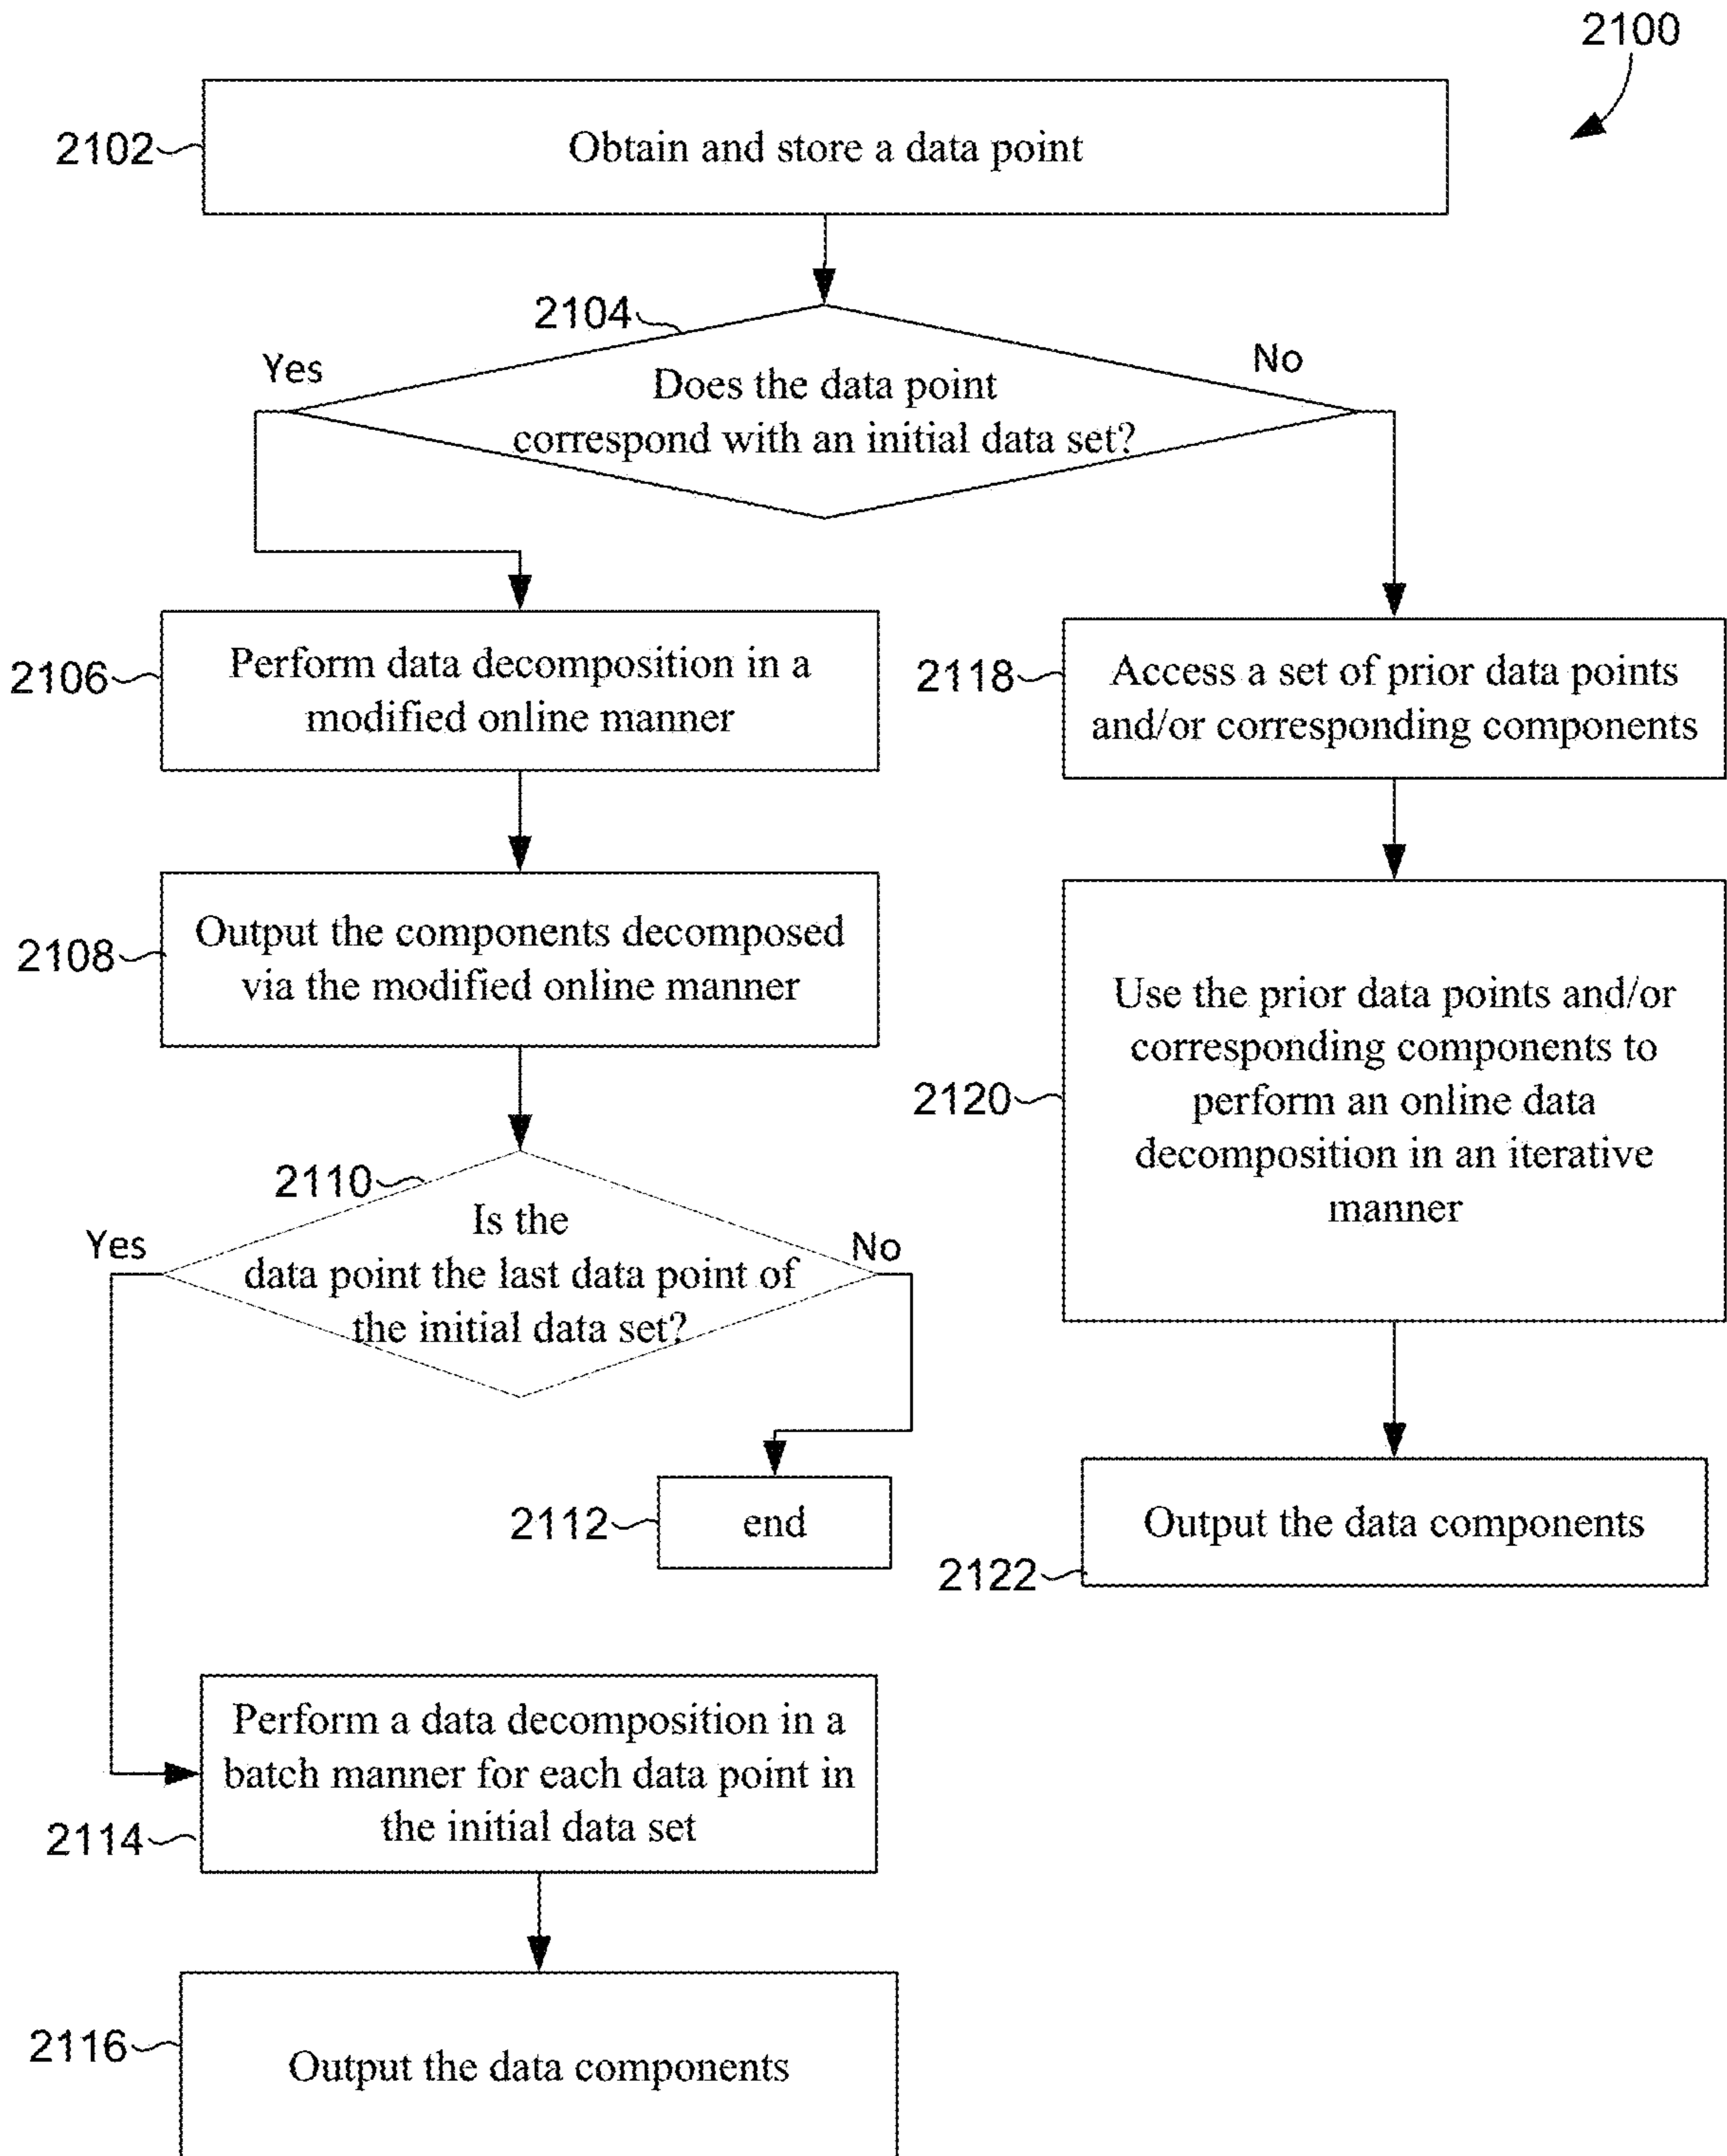 2100
2102
Obtain and store a data point
2104
Yes
No
Does the data point
correspond with an initial data set?
2106
Perform data decomposition in a
modified online manner
2108
Output the components decomposed
via the modified online manner
2110
Yes
No
Is the
data point the last data point of
the initial data set?
2112
end
2114
Perform a data decomposition in a
batch manner for each data point in
the initial data set
2116
Output the data components
2118
Access a set of prior data points
and/or corresponding components
2120
Use the prior data points and/or
corresponding components to
perform an online data
decomposition in an iterative
manner
2122
Output the data components